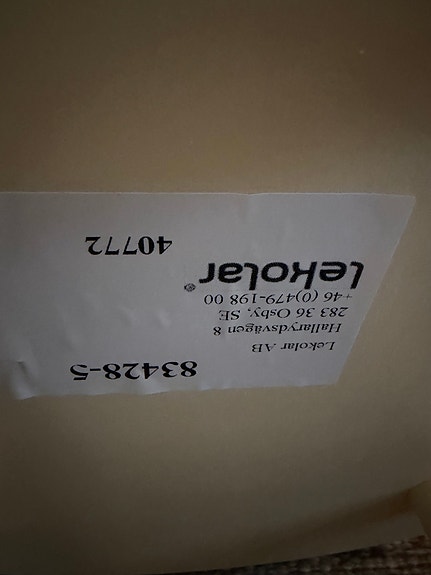 83428-5
Lekolar AB
Hallarydsvägen 8
283 36 Osby, SE
+46 (0)479-198 00
lekolar®
40772